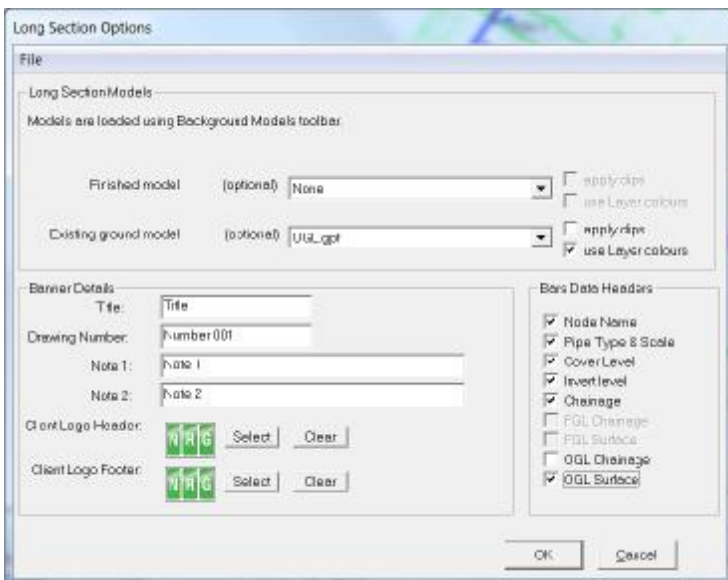 Long Section Options
File
Long Section Models
Models are loaded using Background Models toolbar.
Finished model (optional) None apply clips
use Layer colours
Existing ground model (optional) apply clips
use Layer colours
Banner Details
Title: Title
Drawing Number: Number 001
Note 1: Note 1
Note 2: Note 2
Client Logo Header: NRG Select Clear
Client Logo Footer: NRG Select Clear
Bars Data Headers
Node Name
Pipe Type & Scale
Cover Level
Invert level
Chainage
FGL Chainage
FGL Surface
OGL Chainage
OGL Surface
OK Cancel